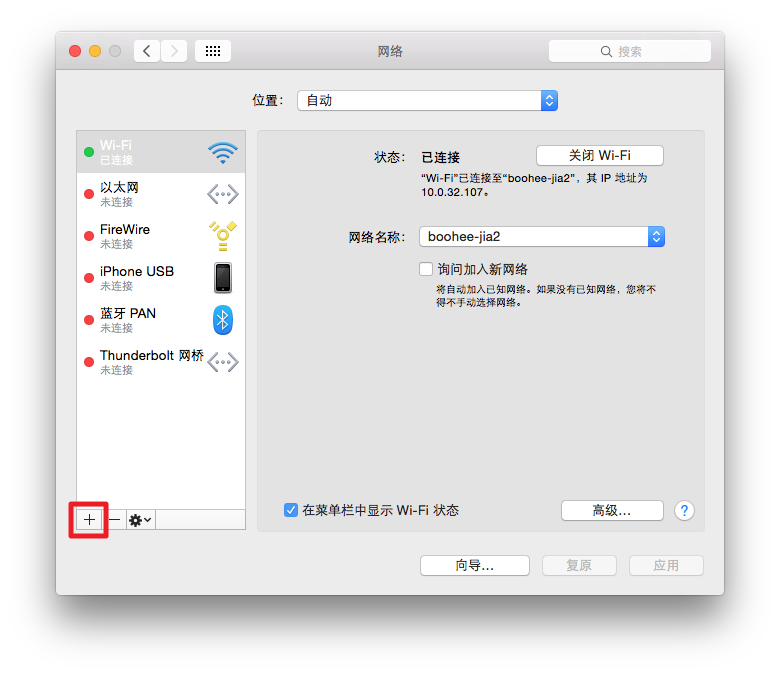 网络
搜索
位置：
自动
Wi-Fi
已连接
以太网
未连接
FireWire
未连接
iPhone USB
未连接
蓝牙 PAN
未连接
Thunderbolt 网桥
未连接
状态：
已连接
关闭 Wi-Fi
“Wi-Fi”已连接至“boohee-jia2”，其 IP 地址为
10.0.32.107。
网络名称：
boohee-jia2
询问加入新网络
将自动加入已知网络。如果没有已知网络，您将不
得不手动选择网络。
在菜单栏中显示 Wi-Fi 状态
高级…
?
向导…
复原
应用